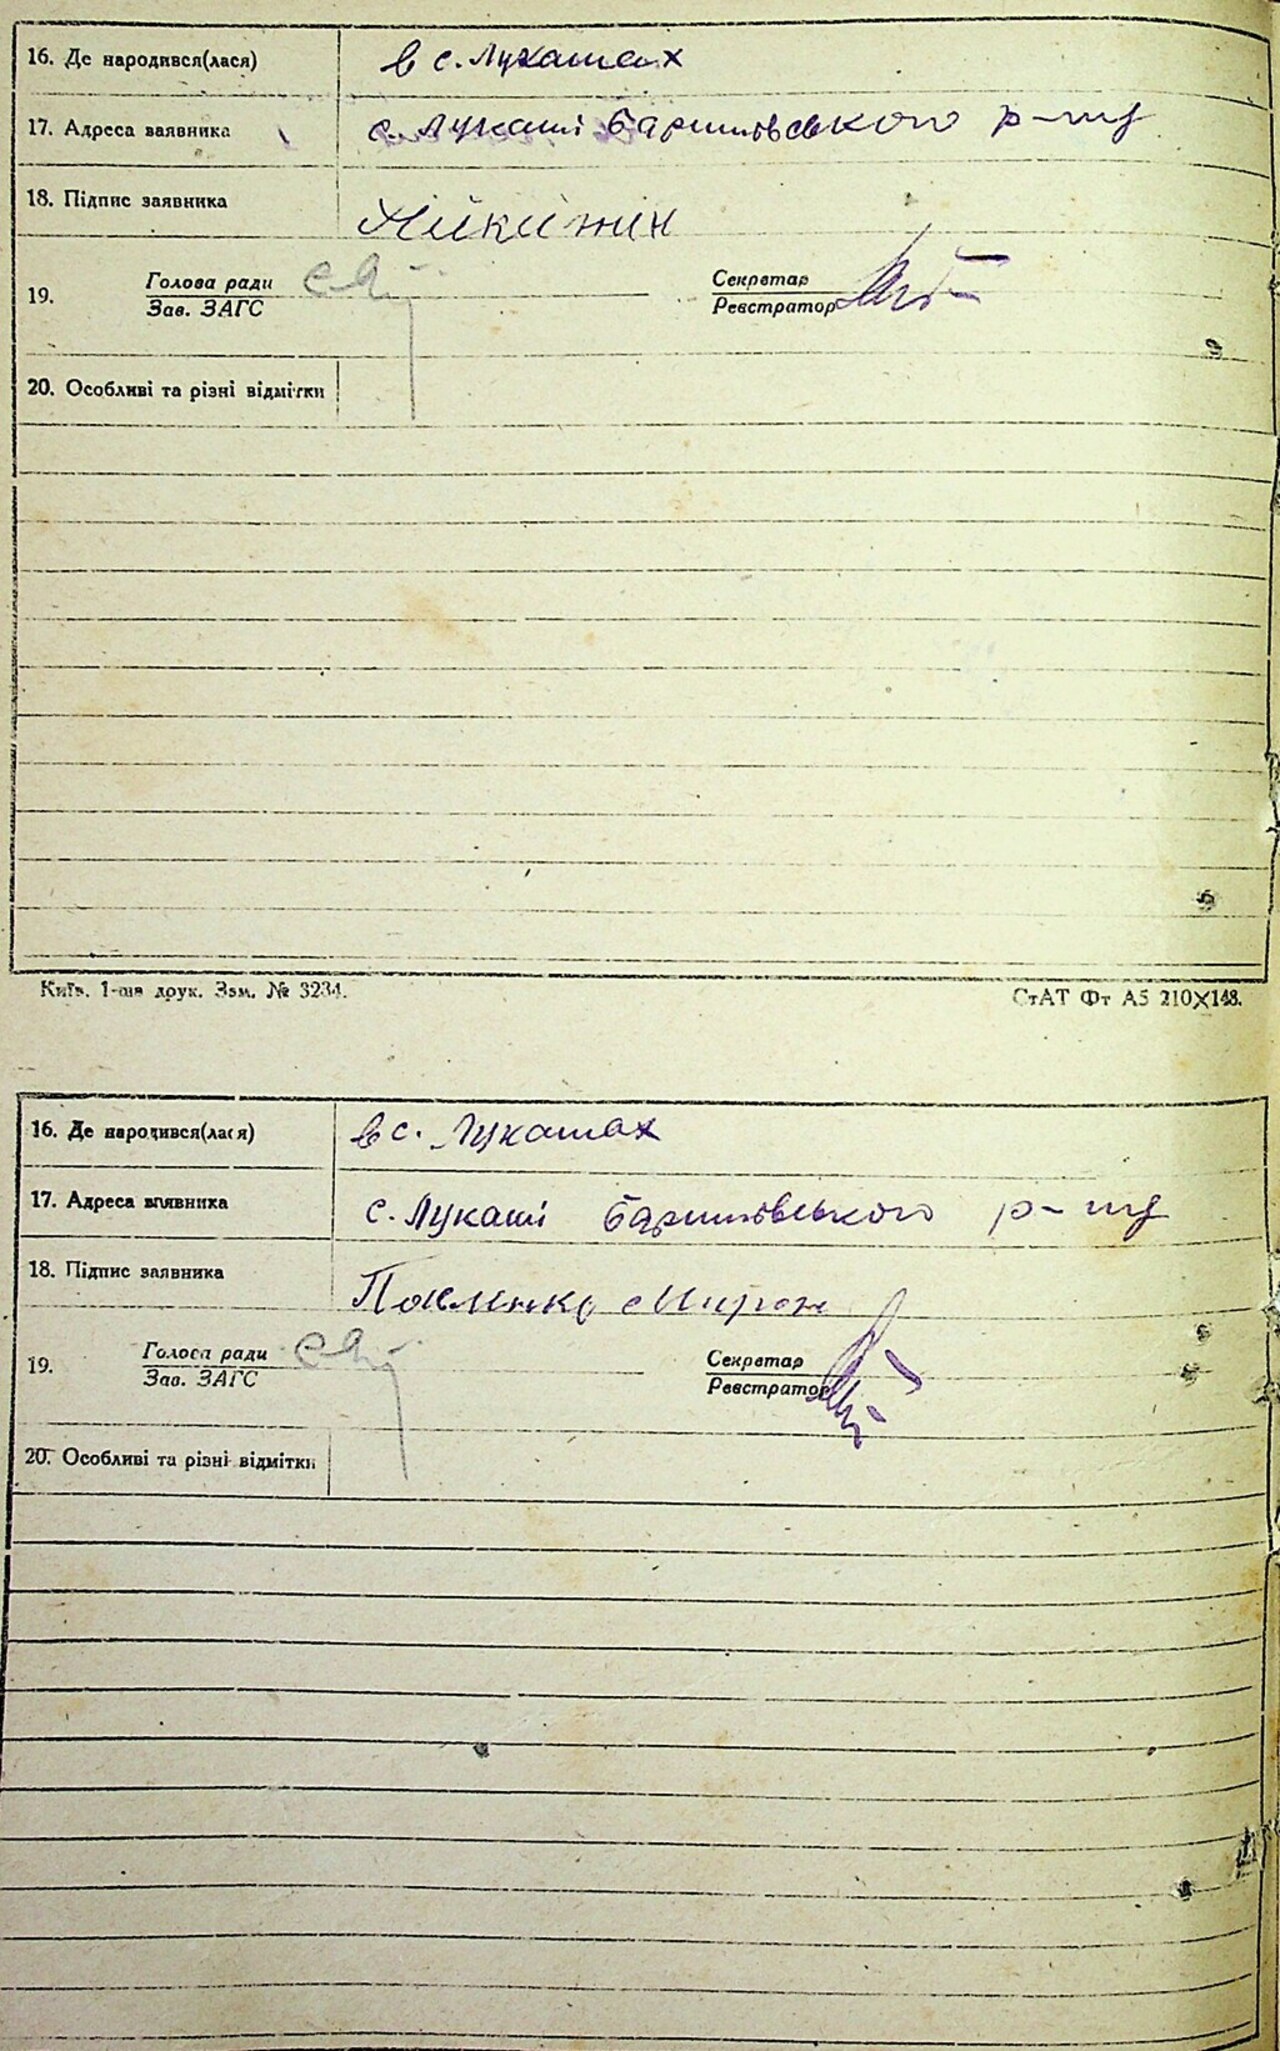 16. Де народився(лася) в с. Лукашах
17. Адреса заявника с. Лукаші Баришівського р-ну
18. Підпис заявника Нікітін
Голова ради Секретар
19.
Зав. ЗАГС Реєстратор
20. Особливі та різні відмітки
Київ. 1-ша друк. Зам. № 3234. СтАТ Фт А5 210×148.
16. Де народився(лася) в с. Лукашах
17. Адреса заявника с. Лукаші Баришівського р-ну
18. Підпис заявника Павленко Мирон
Голова ради Секретар
19.
Зав. ЗАГС Реєстратор
20. Особливі та різні відмітки